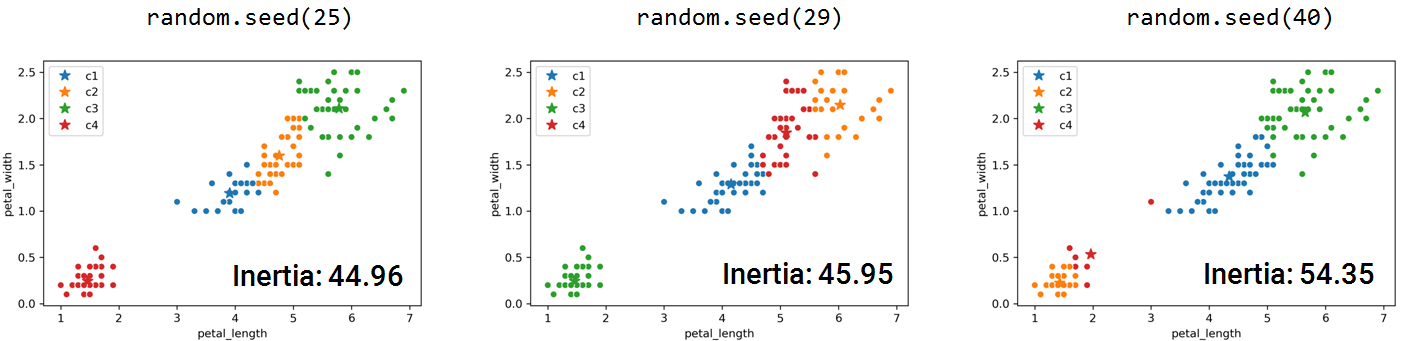 random.seed(25)
2.5
2.0
1.5
1.0
0.5
0.0
petal_width
c1
c2
c3
c4
Inertia: 44.96
1 2 3 4 5 6 7
petal_length
random.seed(29)
2.5
2.0
1.5
1.0
0.5
0.0
petal_width
c1
c2
c3
c4
Inertia: 45.95
1 2 3 4 5 6 7
petal_length
random.seed(40)
2.5
2.0
1.5
1.0
0.5
0.0
petal_width
c1
c2
c3
c4
Inertia: 54.35
1 2 3 4 5 6 7
petal_length